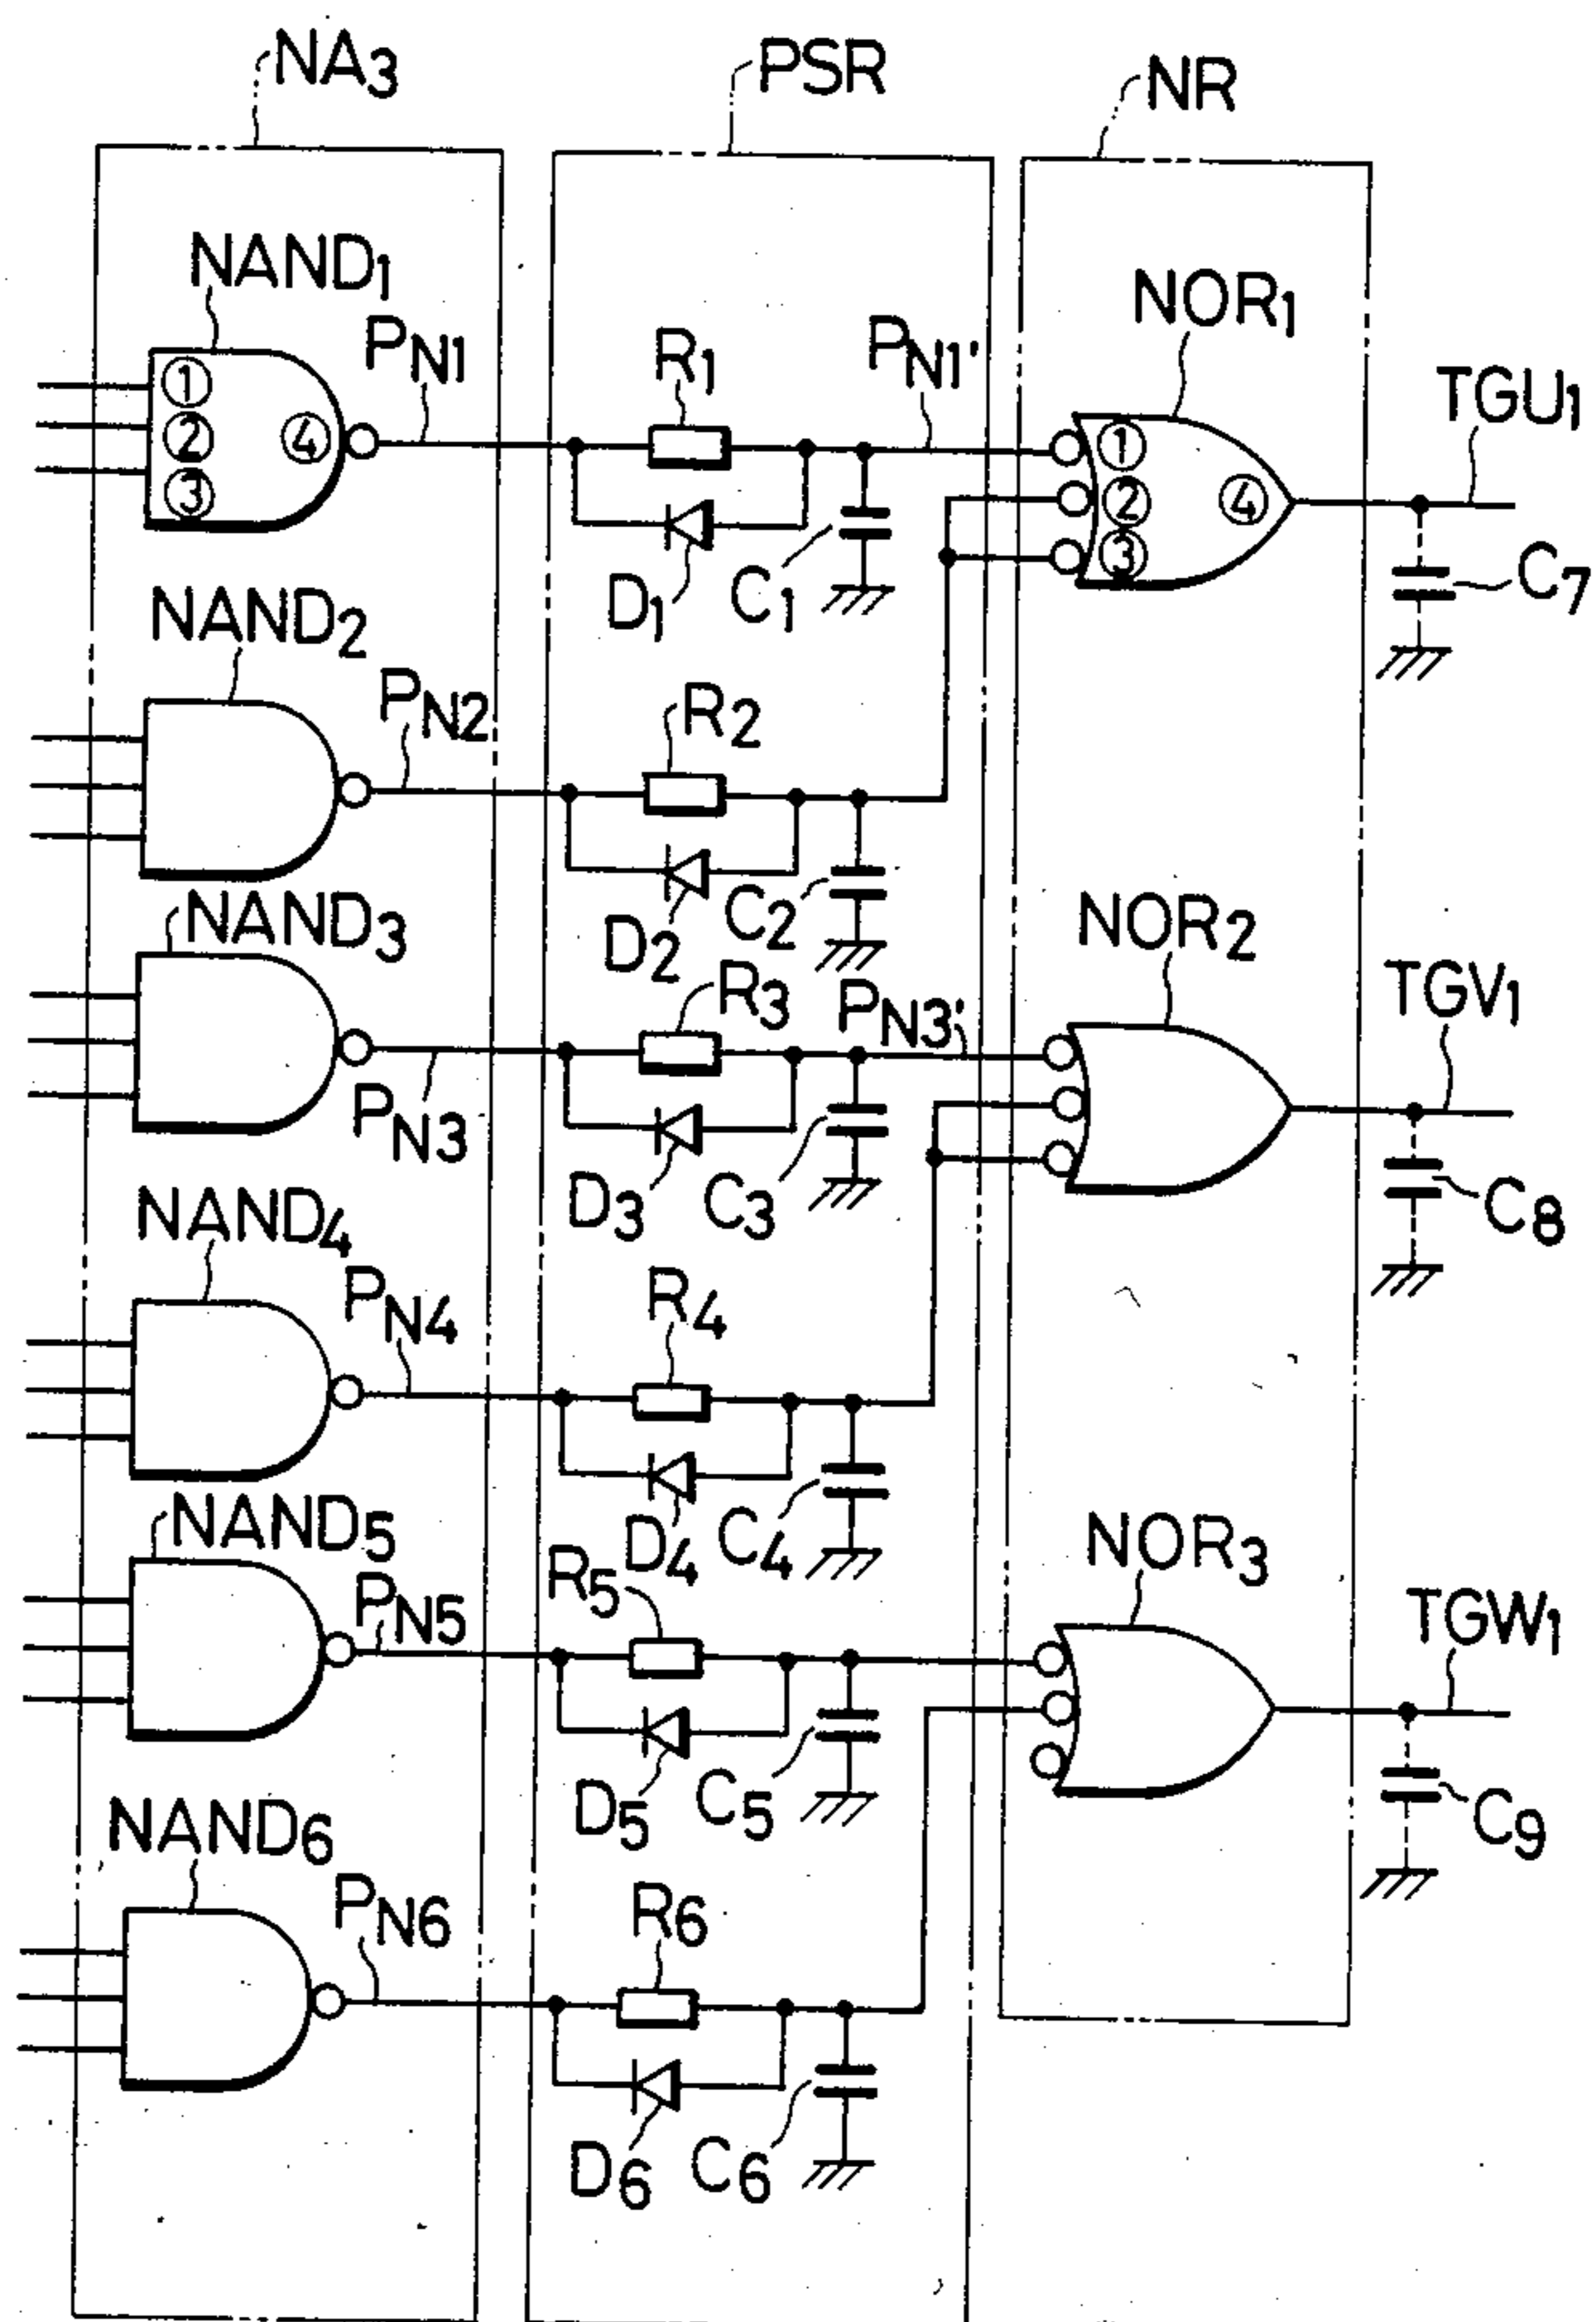 NA3
PSR
NR
NAND1
PN1
R1
PN1'
NOR1
TGU1
①
②
③
④
①
②
③
④
D1
C1
C7
NAND2
PN2
R2
D2
C2
NAND3
R3
PN3'
NOR2
TGV1
PN3
D3
C3
C8
NAND4
PN4
R4
D4
C4
NAND5
PN5
R5
NOR3
TGW1
D5
C5
C9
NAND6
PN6
R6
D6
C6